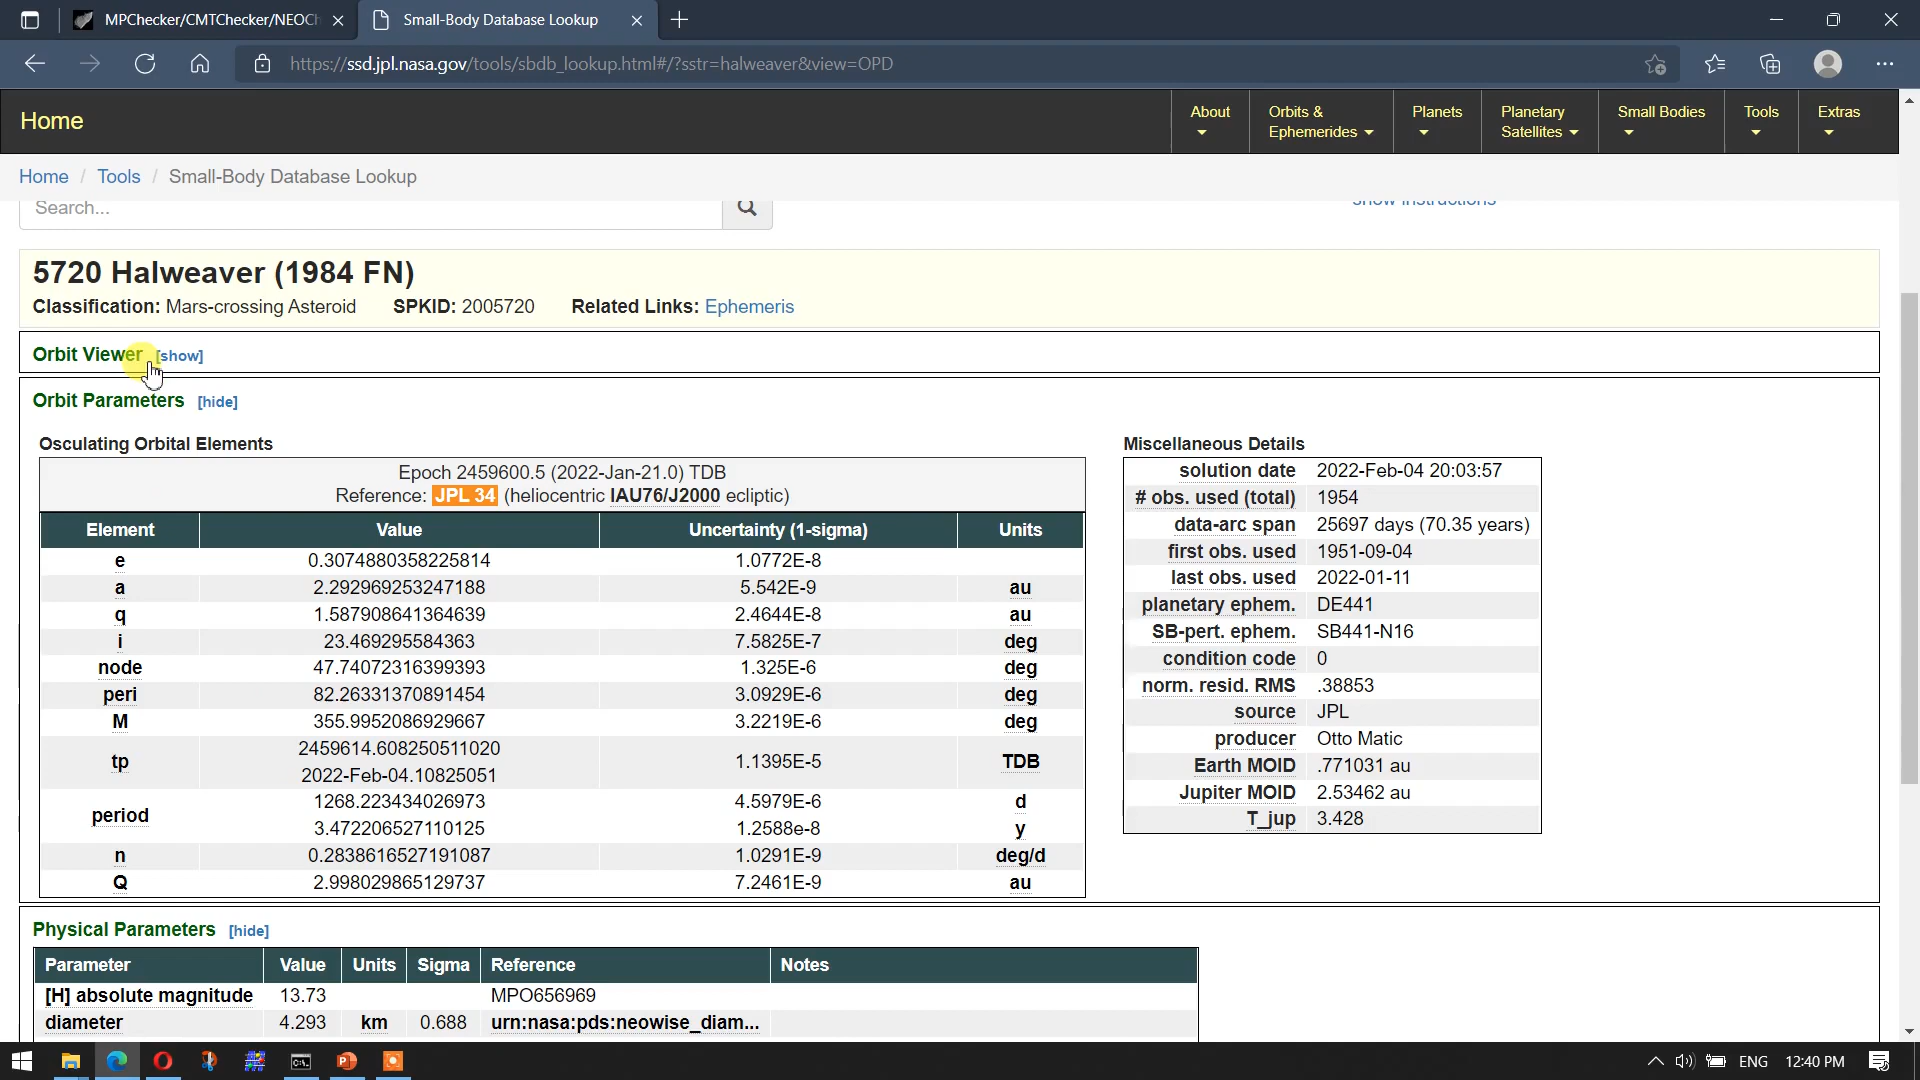 MPChecker/CMTChecker/NEOCh
Small-Body Database Lookup
https://ssd.jpl.nasa.gov/tools/sbdb_lookup.html#/?sstr=halweaver&view=OPD
Home
About
Orbits &
Ephemerides
Planets
Planetary
Satellites
Small Bodies
Tools
Extras
Home / Tools / Small-Body Database Lookup
Search...
show instructions
5720 Halweaver (1984 FN)
Classification: Mars-crossing Asteroid SPKID: 2005720 Related Links: Ephemeris
Orbit Viewer [show]
Orbit Parameters [hide]
Osculating Orbital Elements
Epoch 2459600.5 (2022-Jan-21.0) TDB
Reference: JPL 34 (heliocentric IAU76/J2000 ecliptic)
Element Value Uncertainty (1-sigma) Units
e 0.3074880358225814 1.0772E-8
a 2.292969253247188 5.542E-9 au
q 1.587908641364639 2.4644E-8 au
i 23.469295584363 7.5825E-7 deg
node 47.74072316399393 1.325E-6 deg
peri 82.26331370891454 3.0929E-6 deg
M 355.9952086929667 3.2219E-6 deg
tp 2459614.608250511020 1.1395E-5 TDB
2022-Feb-04.10825051
period 1268.223434026973 4.5979E-6 d
3.472206527110125 1.2588e-8 y
n 0.2838616527191087 1.0291E-9 deg/d
Q 2.998029865129737 7.2461E-9 au
Miscellaneous Details
solution date 2022-Feb-04 20:03:57
# obs. used (total) 1954
data-arc span 25697 days (70.35 years)
first obs. used 1951-09-04
last obs. used 2022-01-11
planetary ephem. DE441
SB-pert. ephem. SB441-N16
condition code 0
norm. resid. RMS .38853
source JPL
producer Otto Matic
Earth MOID .771031 au
Jupiter MOID 2.53462 au
T_jup 3.428
Physical Parameters [hide]
Parameter Value Units Sigma Reference Notes
[H] absolute magnitude 13.73 MPO656969
diameter 4.293 km 0.688 urn:nasa:pds:neowise_diam...
ENG 12:40 PM